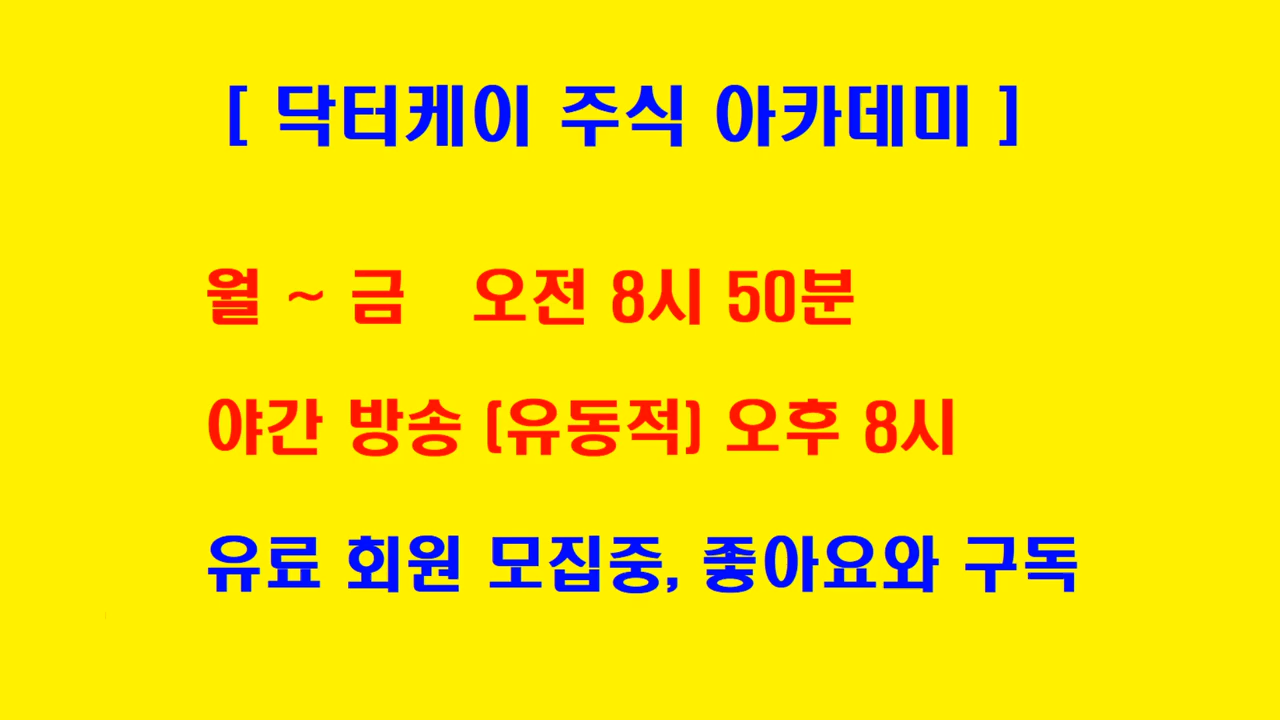 [ 닥터케이 주식 아카데미 ]
월 ~ 금 오전 8시 50분
야간 방송 (유동적) 오후 8시
유료 회원 모집중, 좋아요와 구독